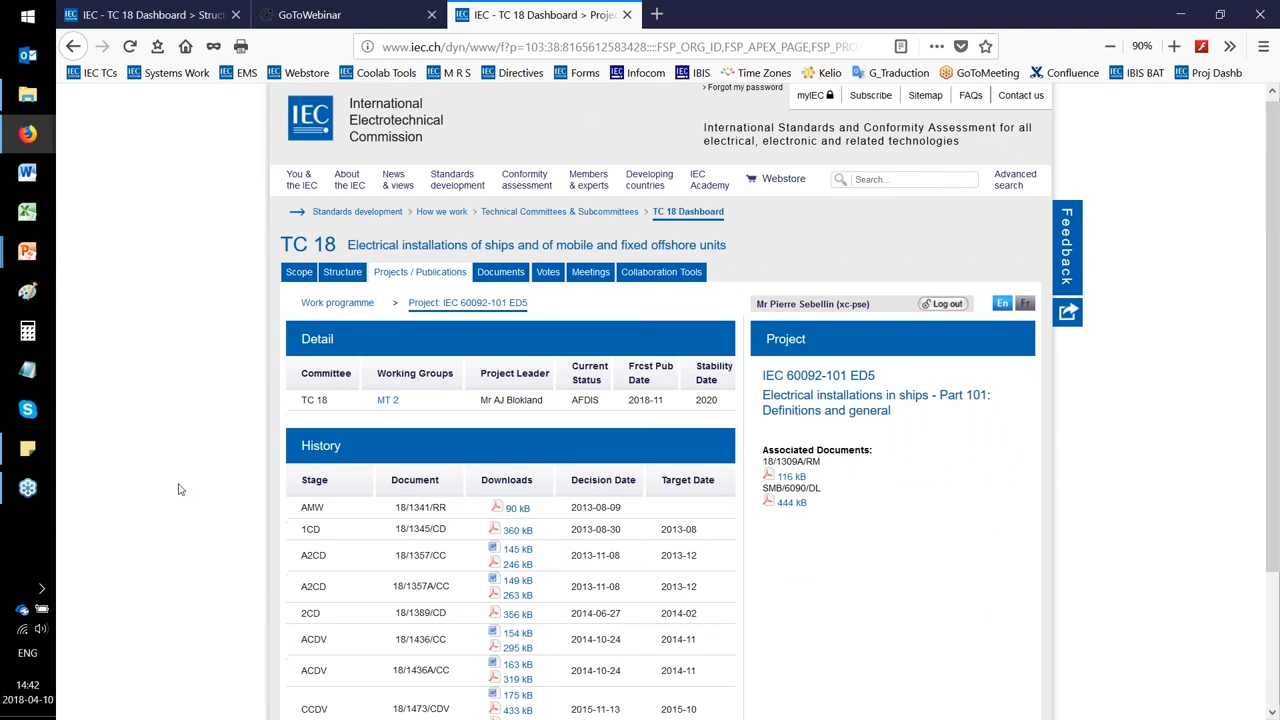 IEC - TC 18 Dashboard > Struct
GoToWebinar
IEC - TC 18 Dashboard > Proje
www.iec.ch/dyn/www/f?p=103:38:8165612583428::::FSP_ORG_ID,FSP_APEX_PAGE,FSP_PRO
90%
IEC TCs
Systems Work
EMS
Webstore
Coolab Tools
M R S
Directives
Forms
Infocom
IBIS
Time Zones
Kelio
G_Traduction
GoToMeeting
Confluence
IBIS BAT
Proj Dashb
IEC
International
Electrotechnical
Commission
› Forgot my password
myIEC
Subscribe
Sitemap
FAQs
Contact us
International Standards and Conformity Assessment for all
electrical, electronic and related technologies
You &
the IEC
About
the IEC
News
& views
Standards
development
Conformity
assessment
Members
& experts
Developing
countries
IEC
Academy
Webstore
Search...
Advanced
search
Standards development > How we work > Technical Committees & Subcommittees > TC 18 Dashboard
TC 18 Electrical installations of ships and of mobile and fixed offshore units
Scope
Structure
Projects / Publications
Documents
Votes
Meetings
Collaboration Tools
Feedback
Work programme > Project: IEC 60092-101 ED5
Mr Pierre Sebellin (xc-pse)
Log out
En
Fr
Detail
Committee
Working Groups
Project Leader
Current
Status
Frcst Pub
Date
Stability
Date
TC 18
MT 2
Mr AJ Blokland
AFDIS
2018-11
2020
History
Stage
Document
Downloads
Decision Date
Target Date
AMW
18/1341/RR
90 kB
2013-08-09
1CD
18/1345/CD
360 kB
2013-08-30
2013-08
A2CD
18/1357/CC
145 kB
246 kB
2013-11-08
2013-12
A2CD
18/1357A/CC
149 kB
263 kB
2013-11-08
2013-12
2CD
18/1389/CD
356 kB
2014-06-27
2014-02
ACDV
18/1436/CC
154 kB
295 kB
2014-10-24
2014-11
ACDV
18/1436A/CC
163 kB
319 kB
2014-10-24
2014-11
CCDV
18/1473/CDV
175 kB
433 kB
2015-11-13
2015-10
Project
IEC 60092-101 ED5
Electrical installations in ships - Part 101:
Definitions and general
Associated Documents:
18/1309A/RM
116 kB
SMB/6090/DL
444 kB
ENG
14:42
2018-04-10